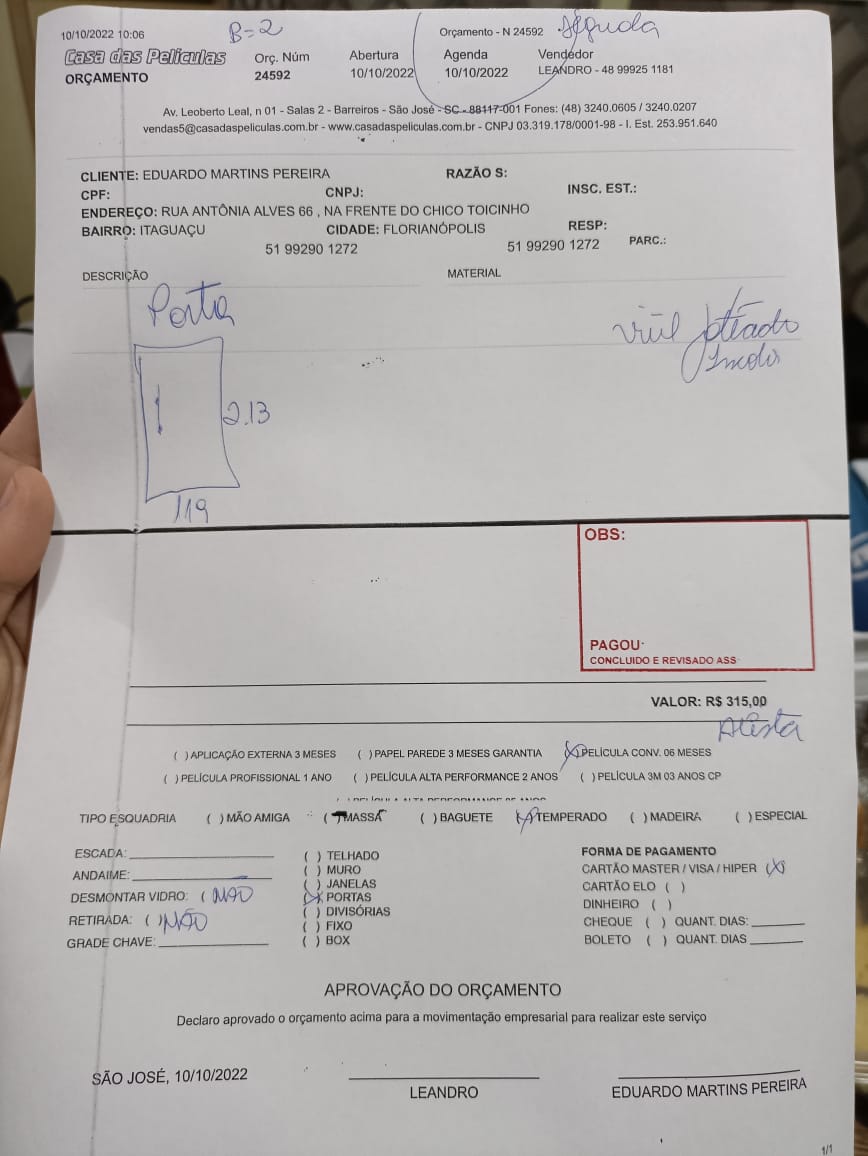 10/10/2022 10:06 B=2 Orçamento - N 24592 Segunda
Casa das Películas Orç. Núm Abertura Agenda Vendedor
ORÇAMENTO 24592 10/10/2022 10/10/2022 LEANDRO - 48 99925 1181
Av. Leoberto Leal, n 01 - Salas 2 - Barreiros - São José - SC - 88117-001 Fones: (48) 3240.0605 / 3240.0207
vendas5@casadaspeliculas.com.br - www.casadaspeliculas.com.br - CNPJ 03.319.178/0001-98 - I. Est. 253.951.640
CLIENTE: EDUARDO MARTINS PEREIRA RAZÃO S:
CPF: CNPJ: INSC. EST.:
ENDEREÇO: RUA ANTÔNIA ALVES 66 , NA FRENTE DO CHICO TOICINHO
BAIRRO: ITAGUAÇU CIDADE: FLORIANÓPOLIS RESP:
51 99290 1272 51 99290 1272 PARC.:
DESCRIÇÃO MATERIAL
Porta
Jateado
Incolor
2.13
119
OBS:
PAGOU:
CONCLUIDO E REVISADO ASS
VALOR: R$ 315,00
( ) APLICAÇÃO EXTERNA 3 MESES ( ) PAPEL PAREDE 3 MESES GARANTIA (X) PELÍCULA CONV. 06 MESES
( ) PELÍCULA PROFISSIONAL 1 ANO ( ) PELÍCULA ALTA PERFORMANCE 2 ANOS ( ) PELÍCULA 3M 03 ANOS CP
TIPO ESQUADRIA ( ) MÃO AMIGA ( ) MASSA ( ) BAGUETE (X) TEMPERADO ( ) MADEIRA ( ) ESPECIAL
ESCADA: ( ) TELHADO FORMA DE PAGAMENTO
ANDAIME: ( ) MURO CARTÃO MASTER / VISA / HIPER (X)
DESMONTAR VIDRO: ( NÃO ( ) JANELAS CARTÃO ELO ( )
RETIRADA: ( ) NÃO (X) PORTAS DINHEIRO ( )
GRADE CHAVE: ( ) DIVISÓRIAS CHEQUE ( ) QUANT. DIAS:
( ) FIXO BOLETO ( ) QUANT. DIAS
( ) BOX
APROVAÇÃO DO ORÇAMENTO
Declaro aprovado o orçamento acima para a movimentação empresarial para realizar este serviço
SÃO JOSÉ, 10/10/2022
LEANDRO EDUARDO MARTINS PEREIRA
1/1